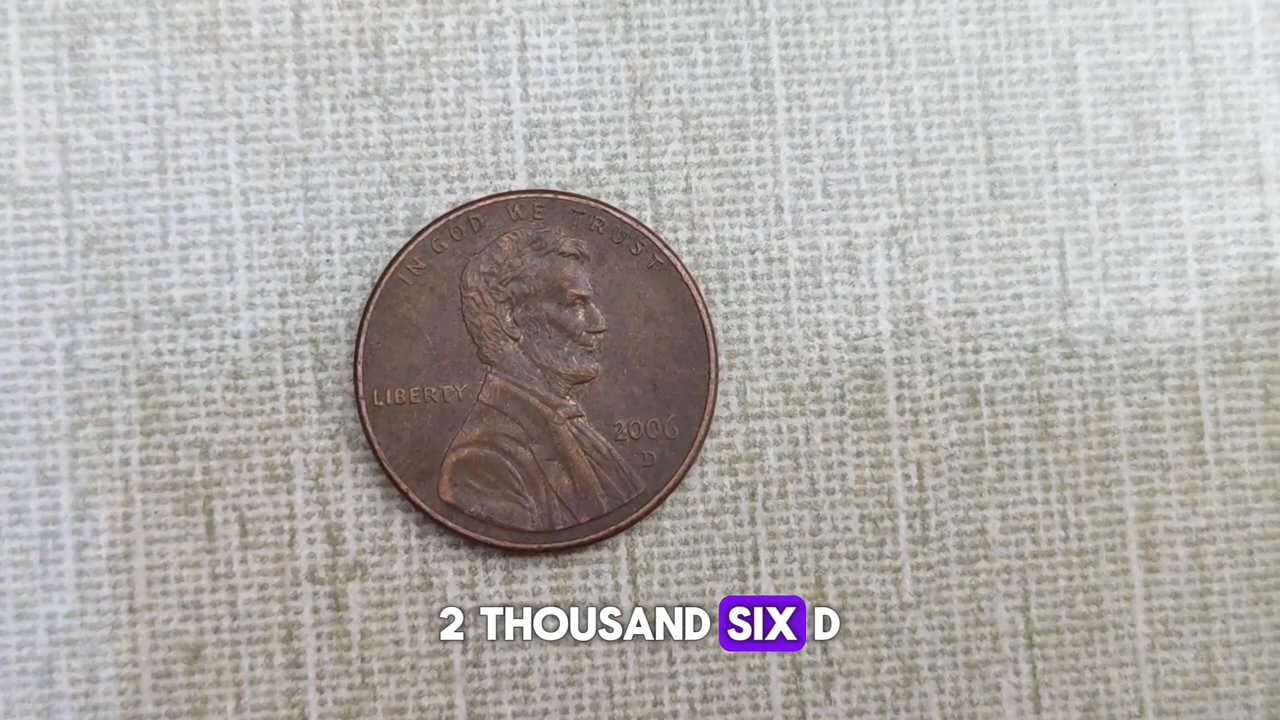 IN GOD WE TRUST
LIBERTY
2006
D
2 THOUSAND SIX D